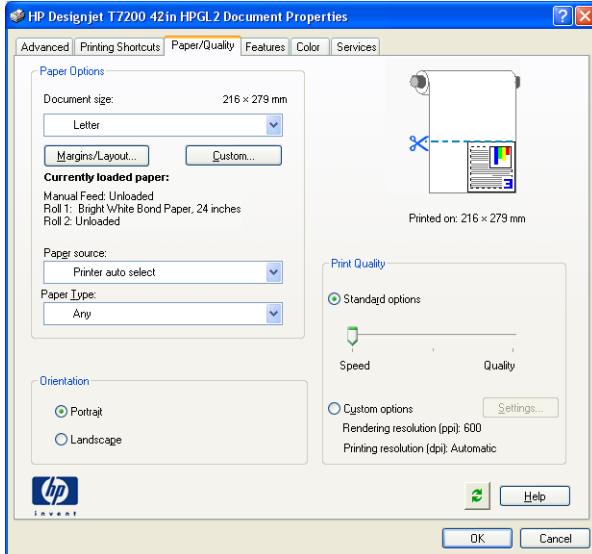 HP Designjet T7200 42in HPGL2 Document Properties
Advanced Printing Shortcuts Paper/Quality Features Color Services
Paper Options
Document size: 216 × 279 mm
Letter
Margins/Layout... Custom...
Currently loaded paper:
Manual Feed: Unloaded
Roll 1: Bright White Bond Paper, 24 inches
Roll 2: Unloaded
Paper source:
Printer auto select
Paper Type:
Any
Orientation
Portrait
Landscape
3
Printed on: 216 × 279 mm
Print Quality
Standard options
Speed Quality
Custom options Settings...
Rendering resolution (ppi): 600
Printing resolution (dpi): Automatic
hp
invent
Help
OK Cancel